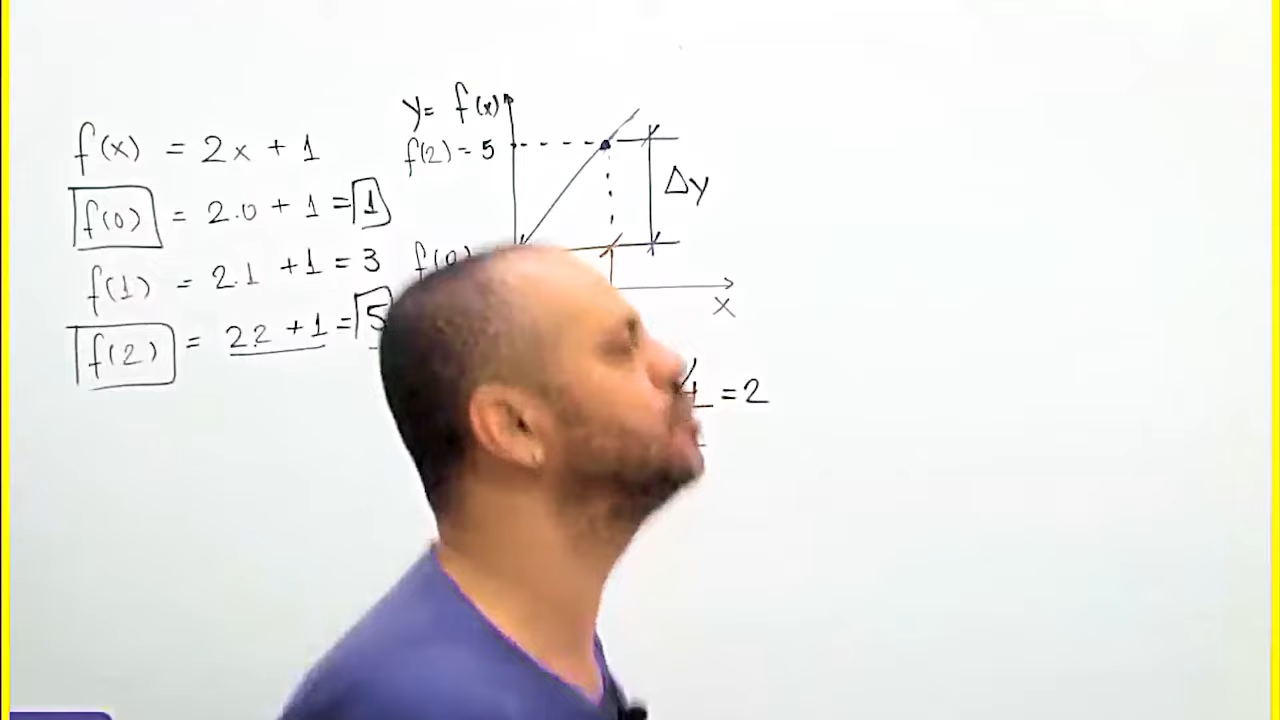 f(x) = 2x + 1
f(0) = 2.0 + 1 = 1
f(1) = 2.1 + 1 = 3
f(2) = 2.2 + 1 = 5
y = f(x)
f(2) = 5
Δy
x
4 = 2